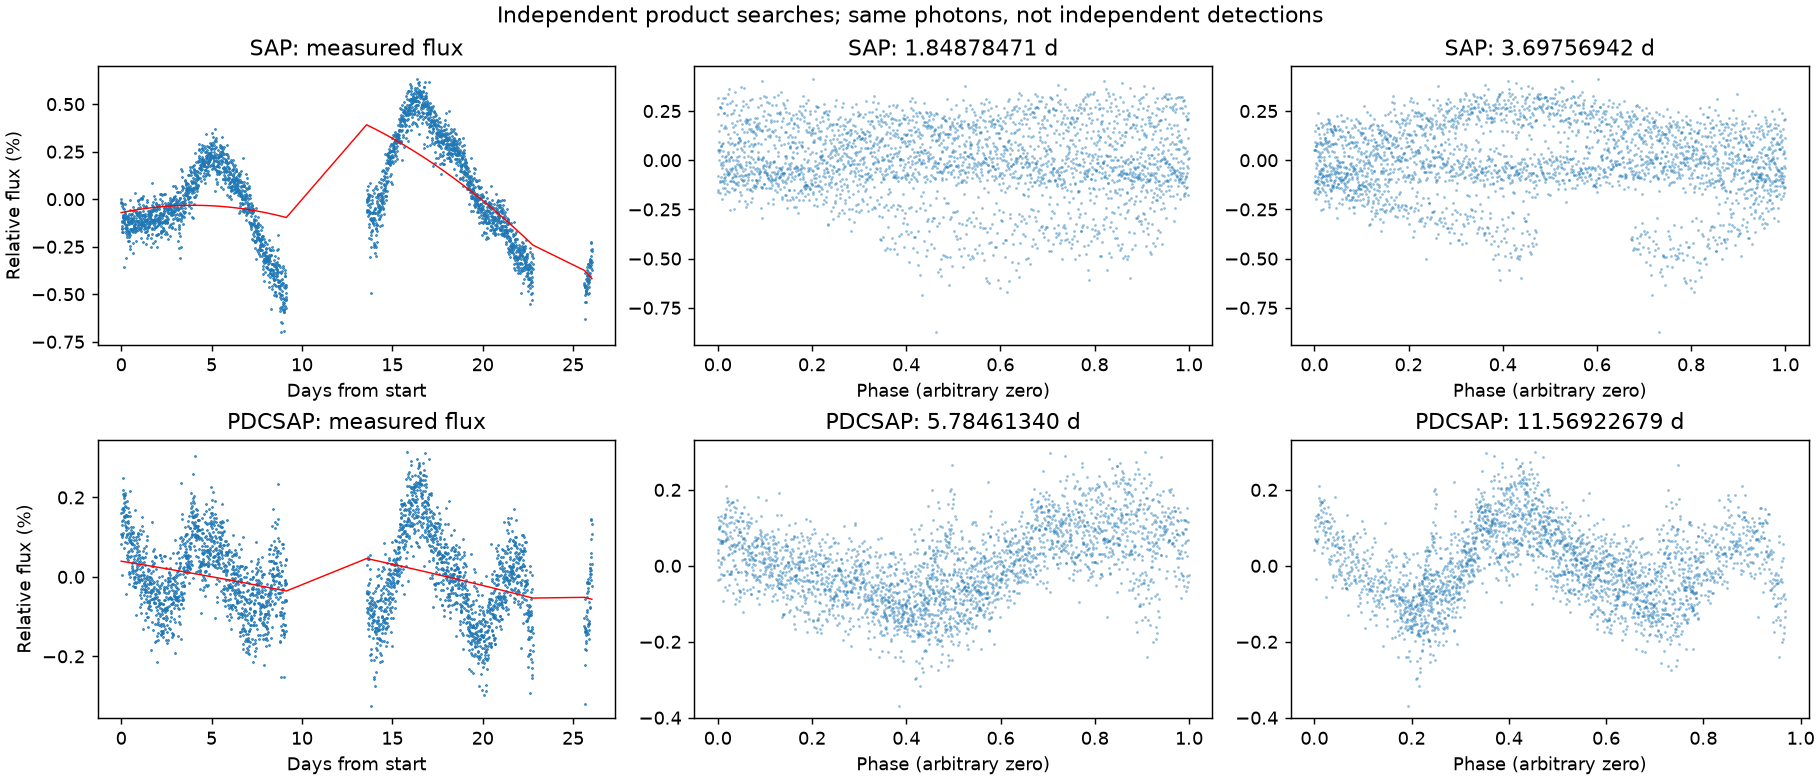 Independent product searches; same photons, not independent detections
SAP: measured flux
SAP: 1.84878471 d
SAP: 3.69756942 d
Relative flux (%)
0.50
0.25
0.00
−0.25
−0.50
−0.75
0 5 10 15 20 25
Days from start
0.25
0.00
−0.25
−0.50
−0.75
0.0 0.2 0.4 0.6 0.8 1.0
Phase (arbitrary zero)
0.25
0.00
−0.25
−0.50
−0.75
0.0 0.2 0.4 0.6 0.8 1.0
Phase (arbitrary zero)
PDCSAP: measured flux
PDCSAP: 5.78461340 d
PDCSAP: 11.56922679 d
Relative flux (%)
0.2
0.0
−0.2
0 5 10 15 20 25
Days from start
0.2
0.0
−0.2
−0.4
0.0 0.2 0.4 0.6 0.8 1.0
Phase (arbitrary zero)
0.2
0.0
−0.2
−0.4
0.0 0.2 0.4 0.6 0.8 1.0
Phase (arbitrary zero)